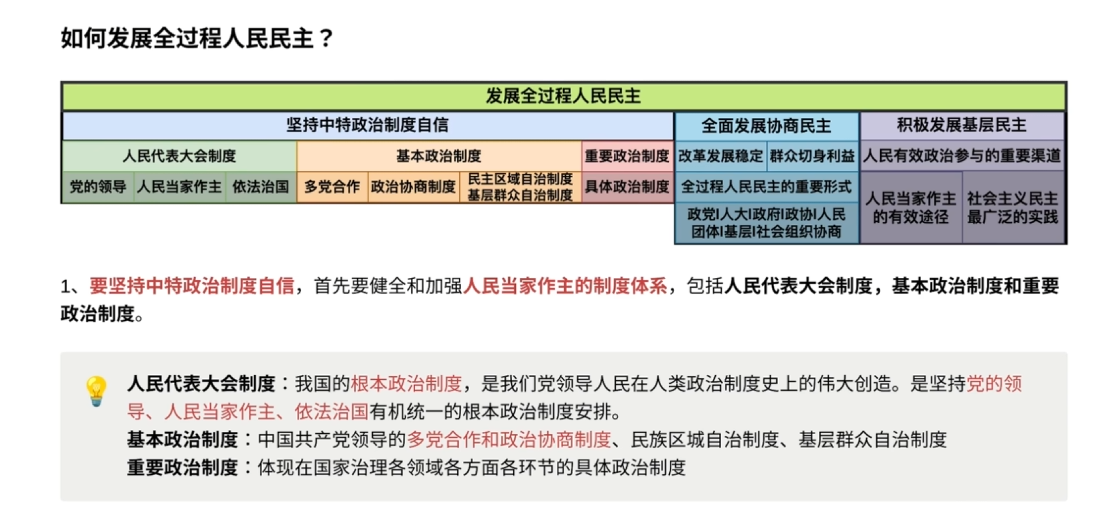 如何发展全过程人民民主？
发展全过程人民民主
坚持中特政治制度自信
全面发展协商民主
积极发展基层民主
人民代表大会制度
基本政治制度
重要政治制度
改革发展稳定
群众切身利益
人民有效政治参与的重要渠道
党的领导
人民当家作主
依法治国
多党合作
政治协商制度
民主区域自治制度
基层群众自治制度
具体政治制度
全过程人民民主的重要形式
人民当家作主
的有效途径
社会主义民主
最广泛的实践
政党I人大I政府I政协I人民
团体I基层I社会组织协商
1、要坚持中特政治制度自信，首先要健全和加强人民当家作主的制度体系，包括人民代表大会制度，基本政治制度和重要
政治制度。
人民代表大会制度：我国的根本政治制度，是我们党领导人民在人类政治制度史上的伟大创造。是坚持党的领
导、人民当家作主、依法治国有机统一的根本政治制度安排。
基本政治制度：中国共产党领导的多党合作和政治协商制度、民族区城自治制度、基层群众自治制度
重要政治制度：体现在国家治理各领域各方面各环节的具体政治制度